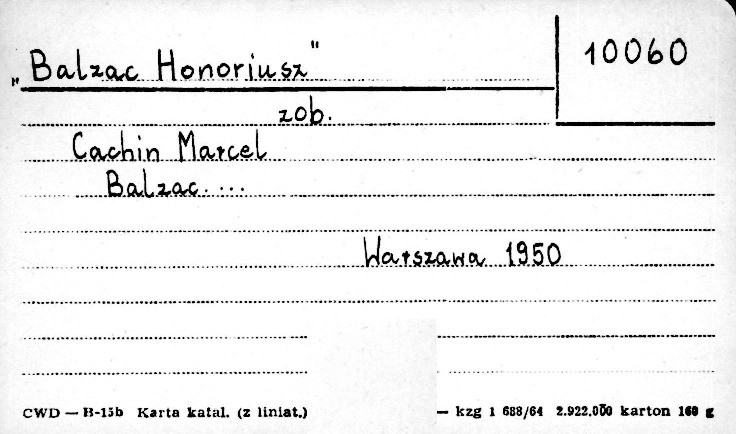 „Balzac Honoriusz"
10060
zob.
Cachin Marcel
Balzac....
Warszawa 1950
CWD — B-15b Karta katal. (z liniat.) — kzg 1 688/64 2.922.000 karton 160 g